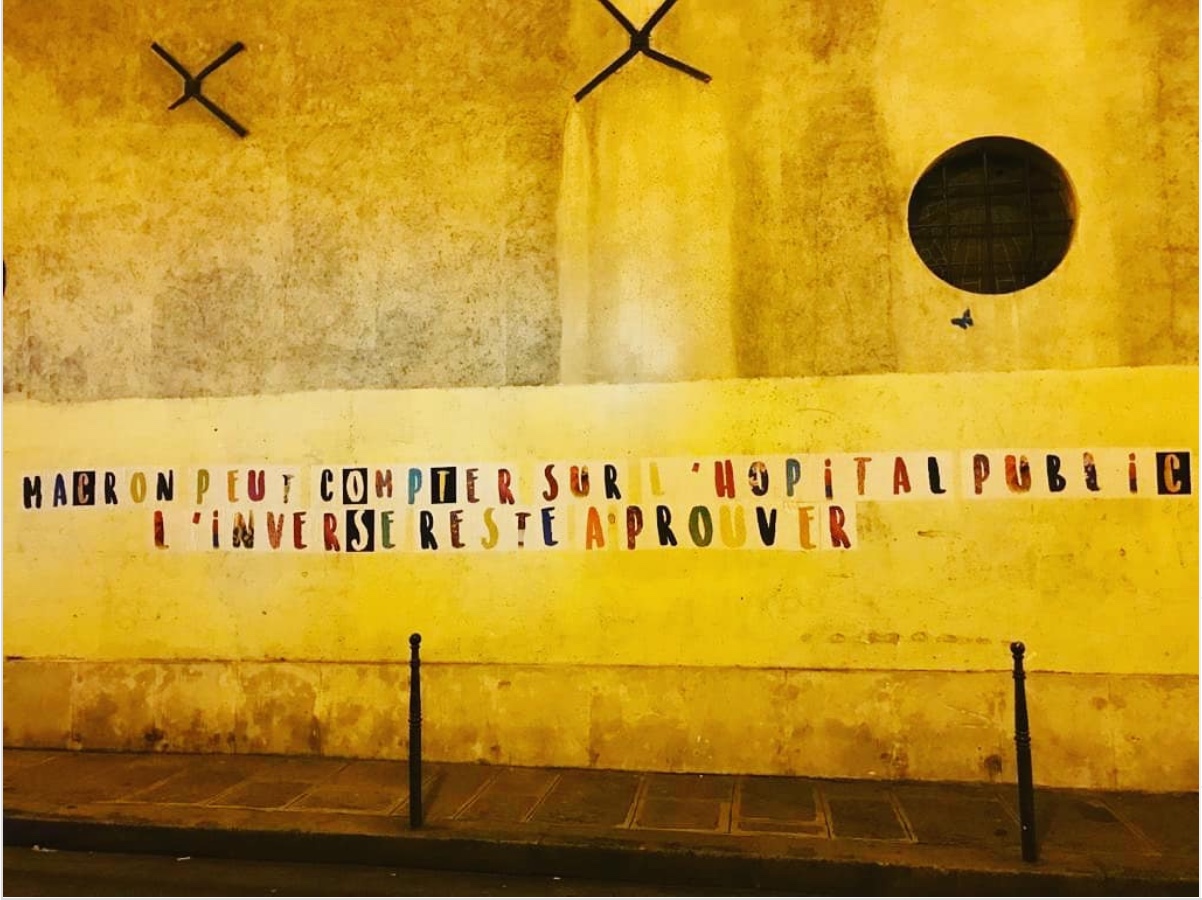 MACRON PEUT COMPTER SUR L'HOPITAL PUBLIC
L'INVERSE RESTE A PROUVER